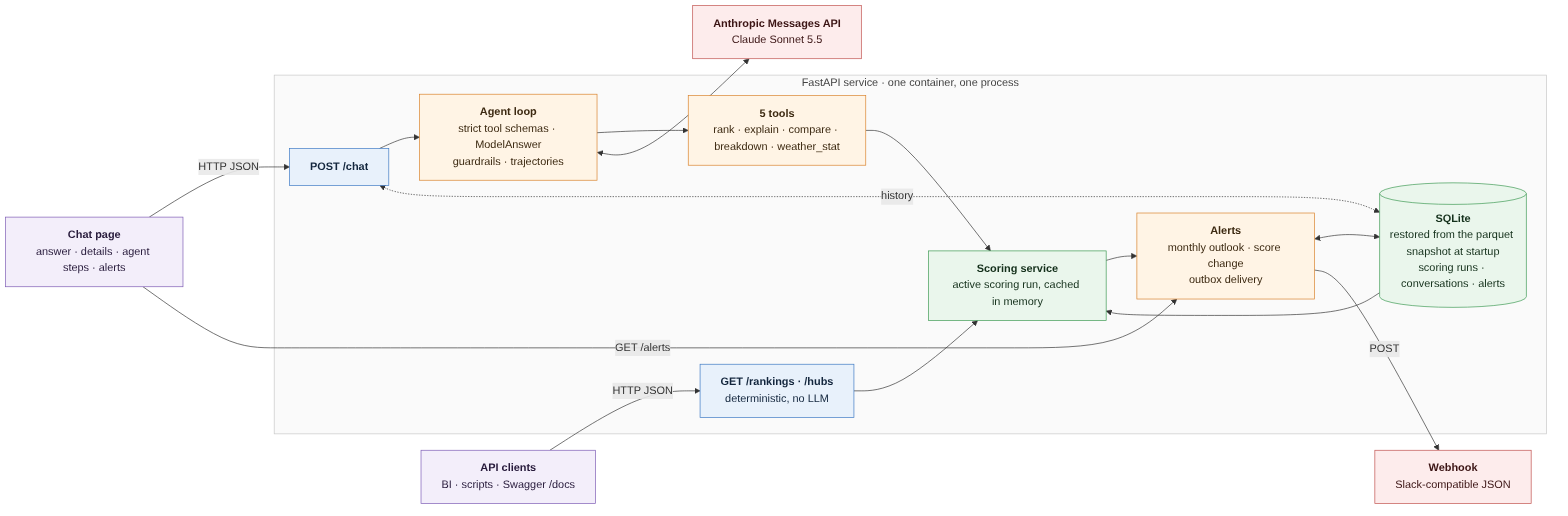 Anthropic Messages API
Claude Sonnet 5.5
FastAPI service · one container, one process
Agent loop
strict tool schemas ·
ModelAnswer
guardrails · trajectories
5 tools
rank · explain · compare ·
breakdown · weather_stat
HTTP JSON
POST /chat
history
Chat page
answer · details · agent
steps · alerts
SQLite
restored from the parquet
snapshot at startup
scoring runs ·
conversations · alerts
Alerts
monthly outlook · score
change
outbox delivery
Scoring service
active scoring run, cached
in memory
GET /alerts
POST
HTTP JSON
GET /rankings · /hubs
deterministic, no LLM
API clients
BI · scripts · Swagger /docs
Webhook
Slack-compatible JSON